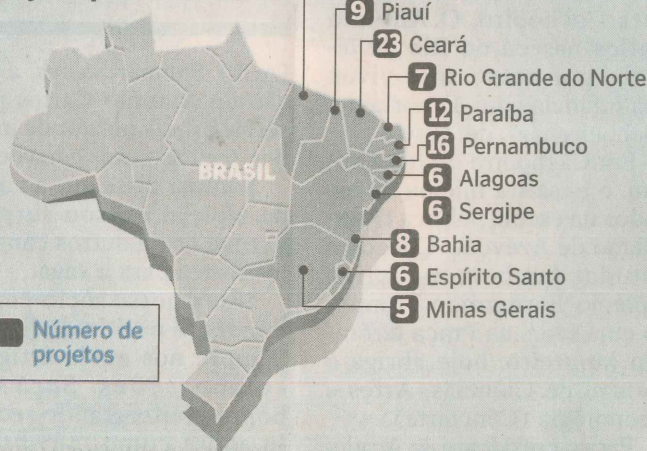 9 Piauí
23 Ceará
7 Rio Grande do Norte
12 Paraíba
16 Pernambuco
BRASIL
6 Alagoas
6 Sergipe
8 Bahia
6 Espírito Santo
5 Minas Gerais
Número de
projetos